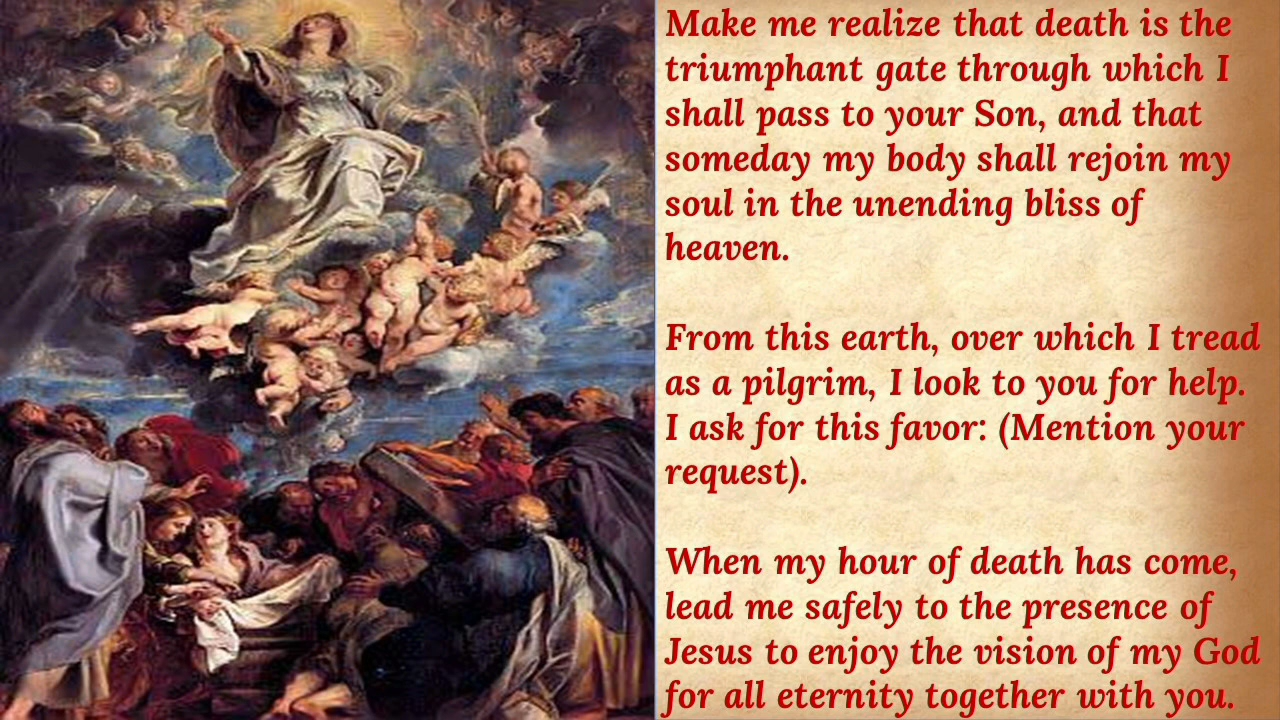 Make me realize that death is the
triumphant gate through which I
shall pass to your Son, and that
someday my body shall rejoin my
soul in the unending bliss of
heaven.
From this earth, over which I tread
as a pilgrim, I look to you for help.
I ask for this favor: (Mention your
request).
When my hour of death has come,
lead me safely to the presence of
Jesus to enjoy the vision of my God
for all eternity together with you.